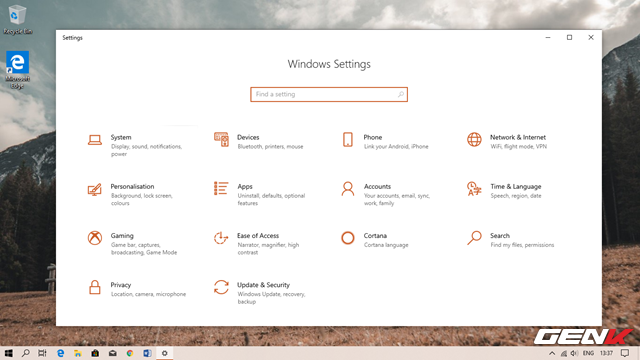 Recycle Bin
Microsoft
Edge
Settings
Windows Settings
Find a setting
System
Display, sound, notifications,
power
Devices
Bluetooth, printers, mouse
Phone
Link your Android, iPhone
Network & Internet
WiFi, flight mode, VPN
Personalisation
Background, lock screen,
colours
Apps
Uninstall, defaults, optional
features
Accounts
Your accounts, email, sync,
work, family
Time & Language
Speech, region, date
Gaming
Game bar, captures,
broadcasting, Game Mode
Ease of Access
Narrator, magnifier, high
contrast
Cortana
Cortana language
Search
Find my files, permissions
Privacy
Location, camera, microphone
Update & Security
Windows Update, recovery,
backup
GENK
ENG
13:37